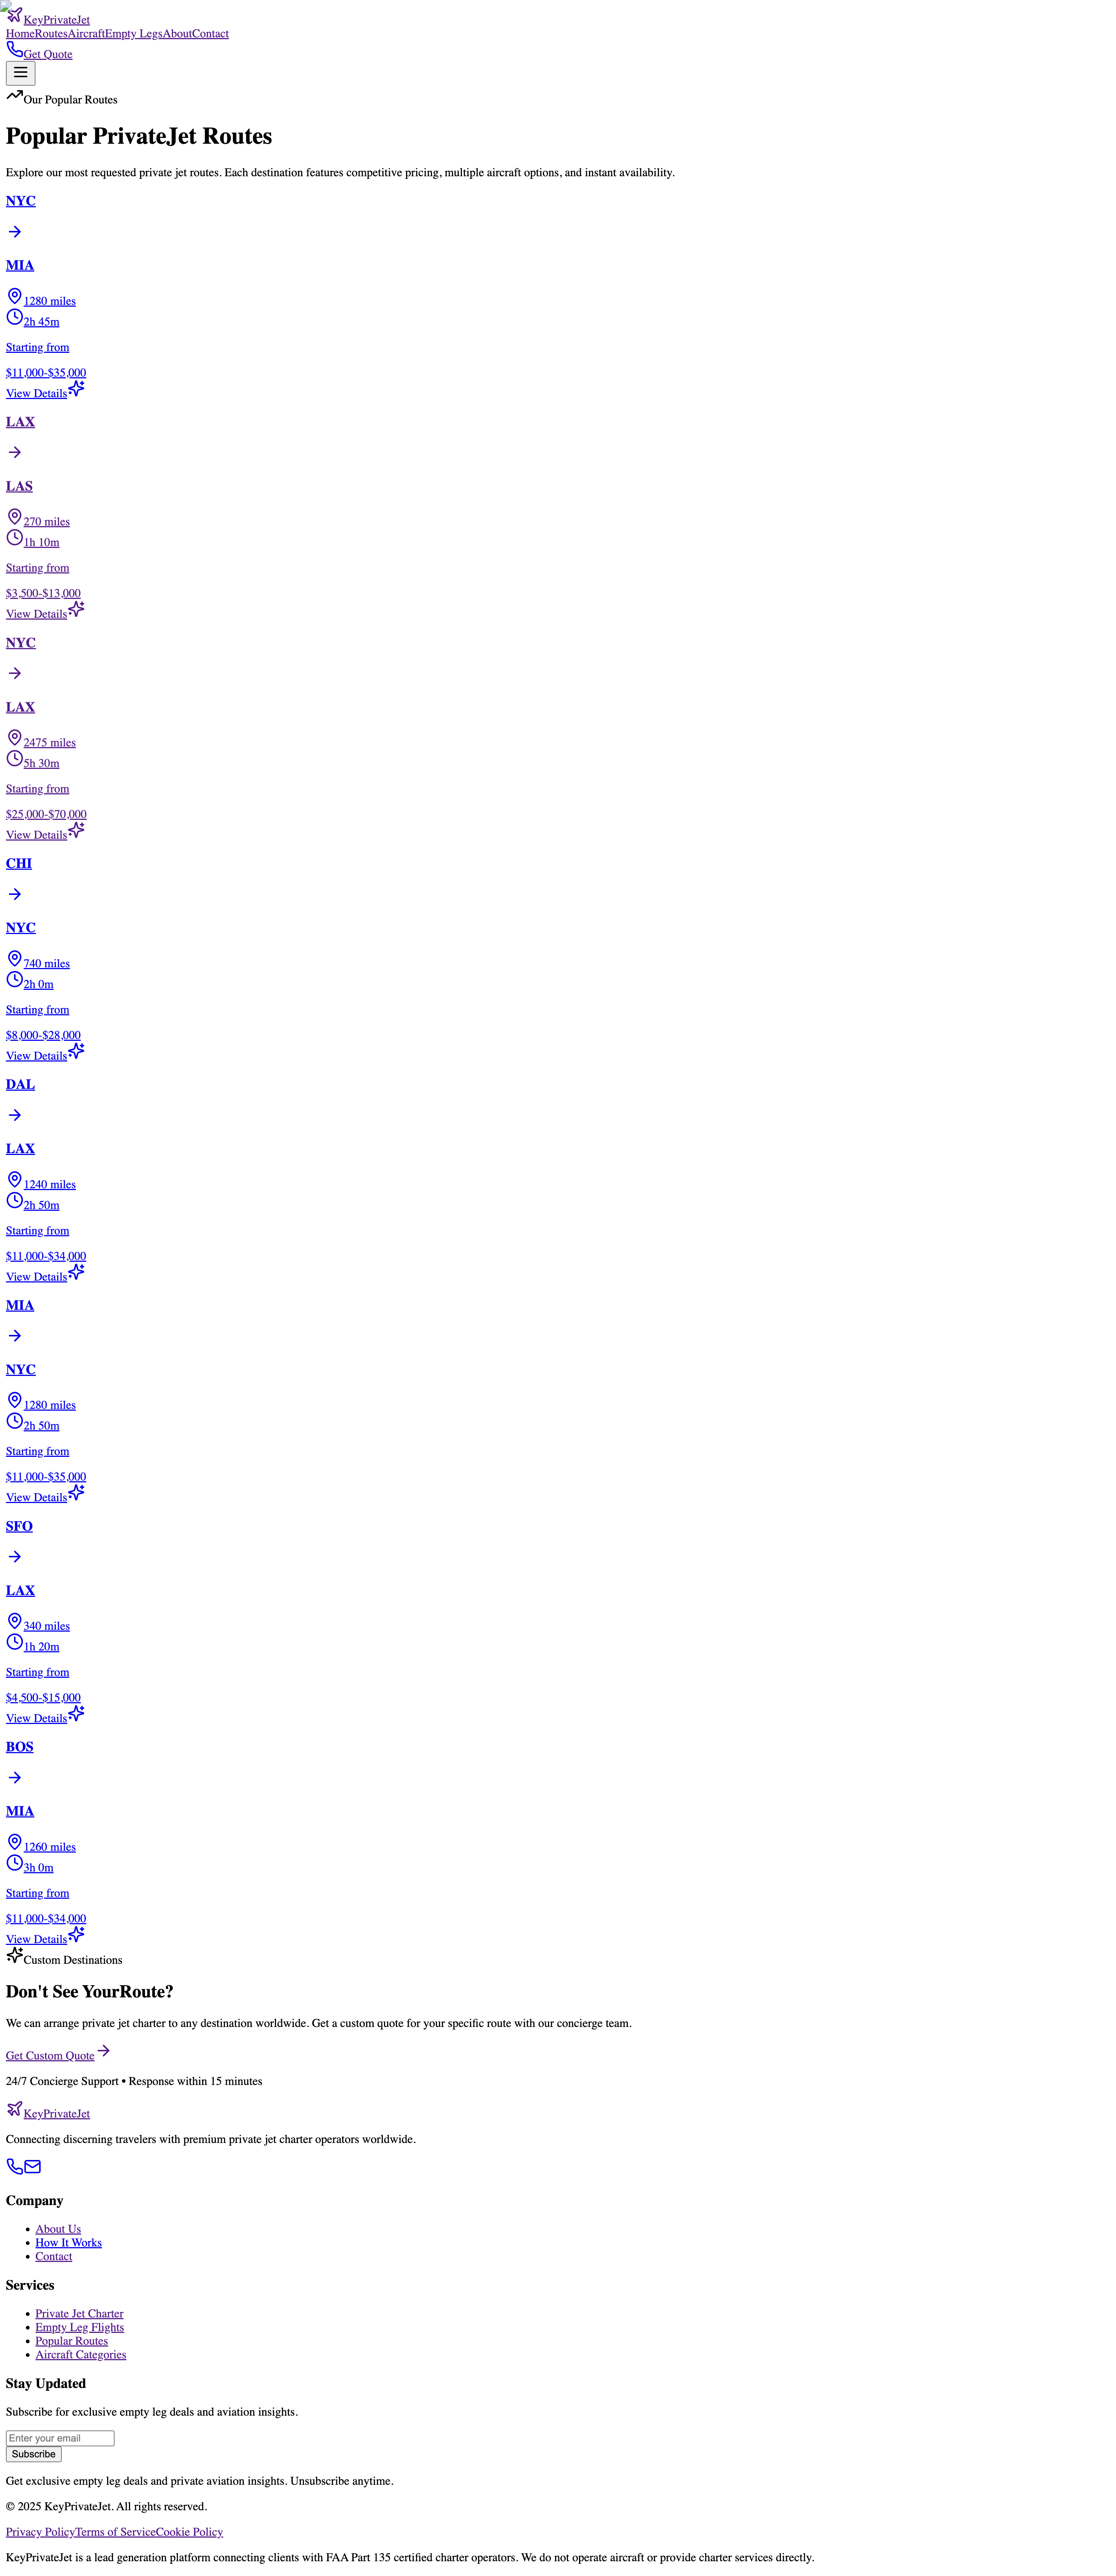 KeyPrivateJet
HomeRoutesAircraftEmpty LegsAboutContact
Get Quote
Our Popular Routes
Popular PrivateJet Routes
Explore our most requested private jet routes. Each destination features competitive pricing, multiple aircraft options, and instant availability.
NYC
MIA
1280 miles
2h 45m
Starting from
$11,000-$35,000
View Details
LAX
LAS
270 miles
1h 10m
Starting from
$3,500-$13,000
View Details
NYC
LAX
2475 miles
5h 30m
Starting from
$25,000-$70,000
View Details
CHI
NYC
740 miles
2h 0m
Starting from
$8,000-$28,000
View Details
DAL
LAX
1240 miles
2h 50m
Starting from
$11,000-$34,000
View Details
MIA
NYC
1280 miles
2h 50m
Starting from
$11,000-$35,000
View Details
SFO
LAX
340 miles
1h 20m
Starting from
$4,500-$15,000
View Details
BOS
MIA
1260 miles
3h 0m
Starting from
$11,000-$34,000
View Details
Custom Destinations
Don't See YourRoute?
We can arrange private jet charter to any destination worldwide. Get a custom quote for your specific route with our concierge team.
Get Custom Quote
24/7 Concierge Support • Response within 15 minutes
KeyPrivateJet
Connecting discerning travelers with premium private jet charter operators worldwide.
Company
• About Us
• How It Works
• Contact
Services
• Private Jet Charter
• Empty Leg Flights
• Popular Routes
• Aircraft Categories
Stay Updated
Subscribe for exclusive empty leg deals and aviation insights.
Enter your email
Subscribe
Get exclusive empty leg deals and private aviation insights. Unsubscribe anytime.
© 2025 KeyPrivateJet. All rights reserved.
Privacy PolicyTerms of ServiceCookie Policy
KeyPrivateJet is a lead generation platform connecting clients with FAA Part 135 certified charter operators. We do not operate aircraft or provide charter services directly.